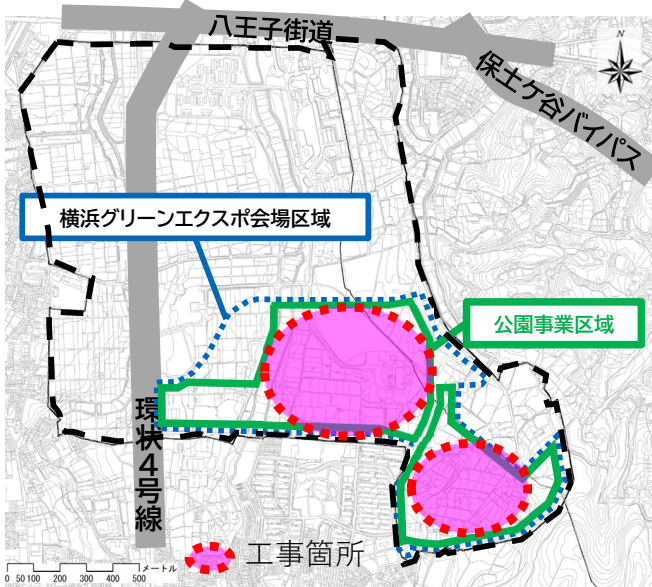 八王子街道
N
保土ケ谷バイパス
横浜グリーンエクスポ会場区域
公園事業区域
環状4号線
工事箇所
0 50 100 200 300 400 500 メートル